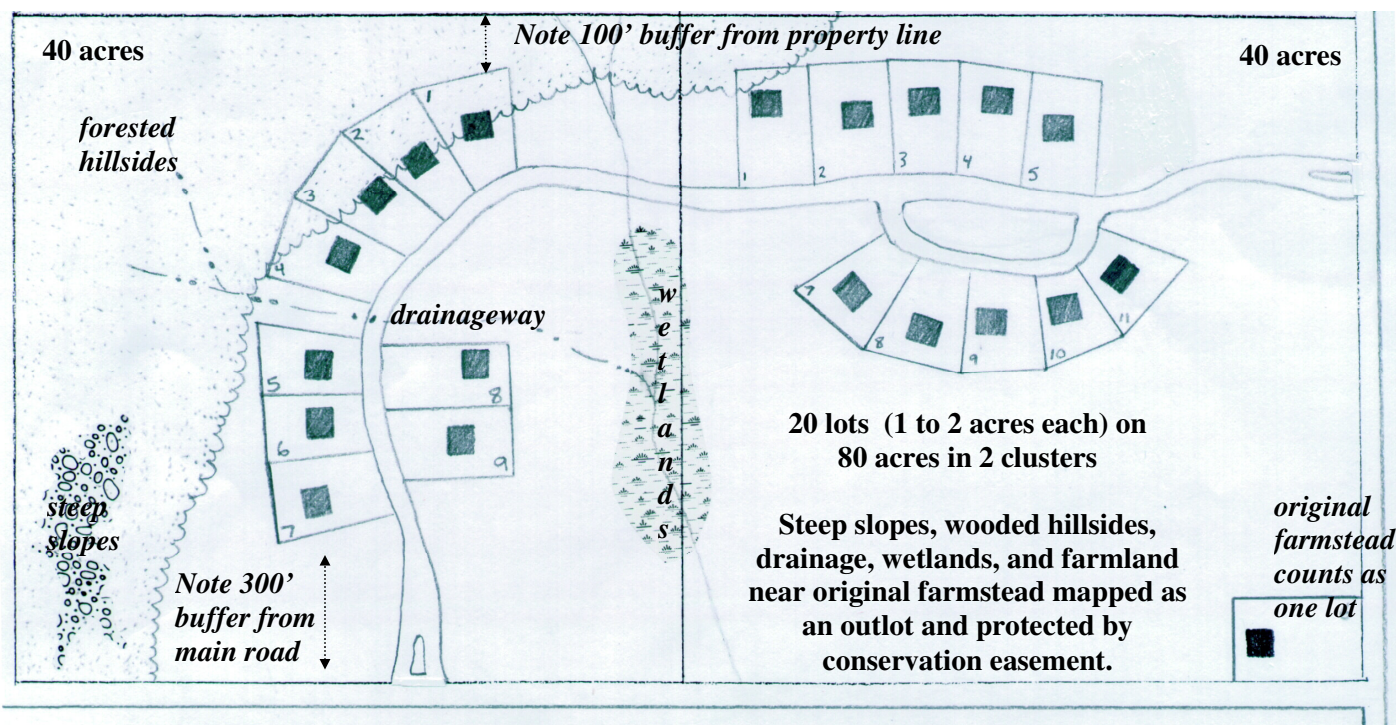 40 acres
Note 100' buffer from property line
40 acres
forested
hillsides
1
2
3
4
1
2
3
4
5
drainageway
wetlands
7
8
9
10
11
5
6
7
8
9
20 lots (1 to 2 acres each) on
80 acres in 2 clusters
Steep slopes, wooded hillsides,
drainage, wetlands, and farmland
near original farmstead mapped as
an outlot and protected by
conservation easement.
steep
slopes
Note 300'
buffer from
main road
original
farmstead
counts as
one lot